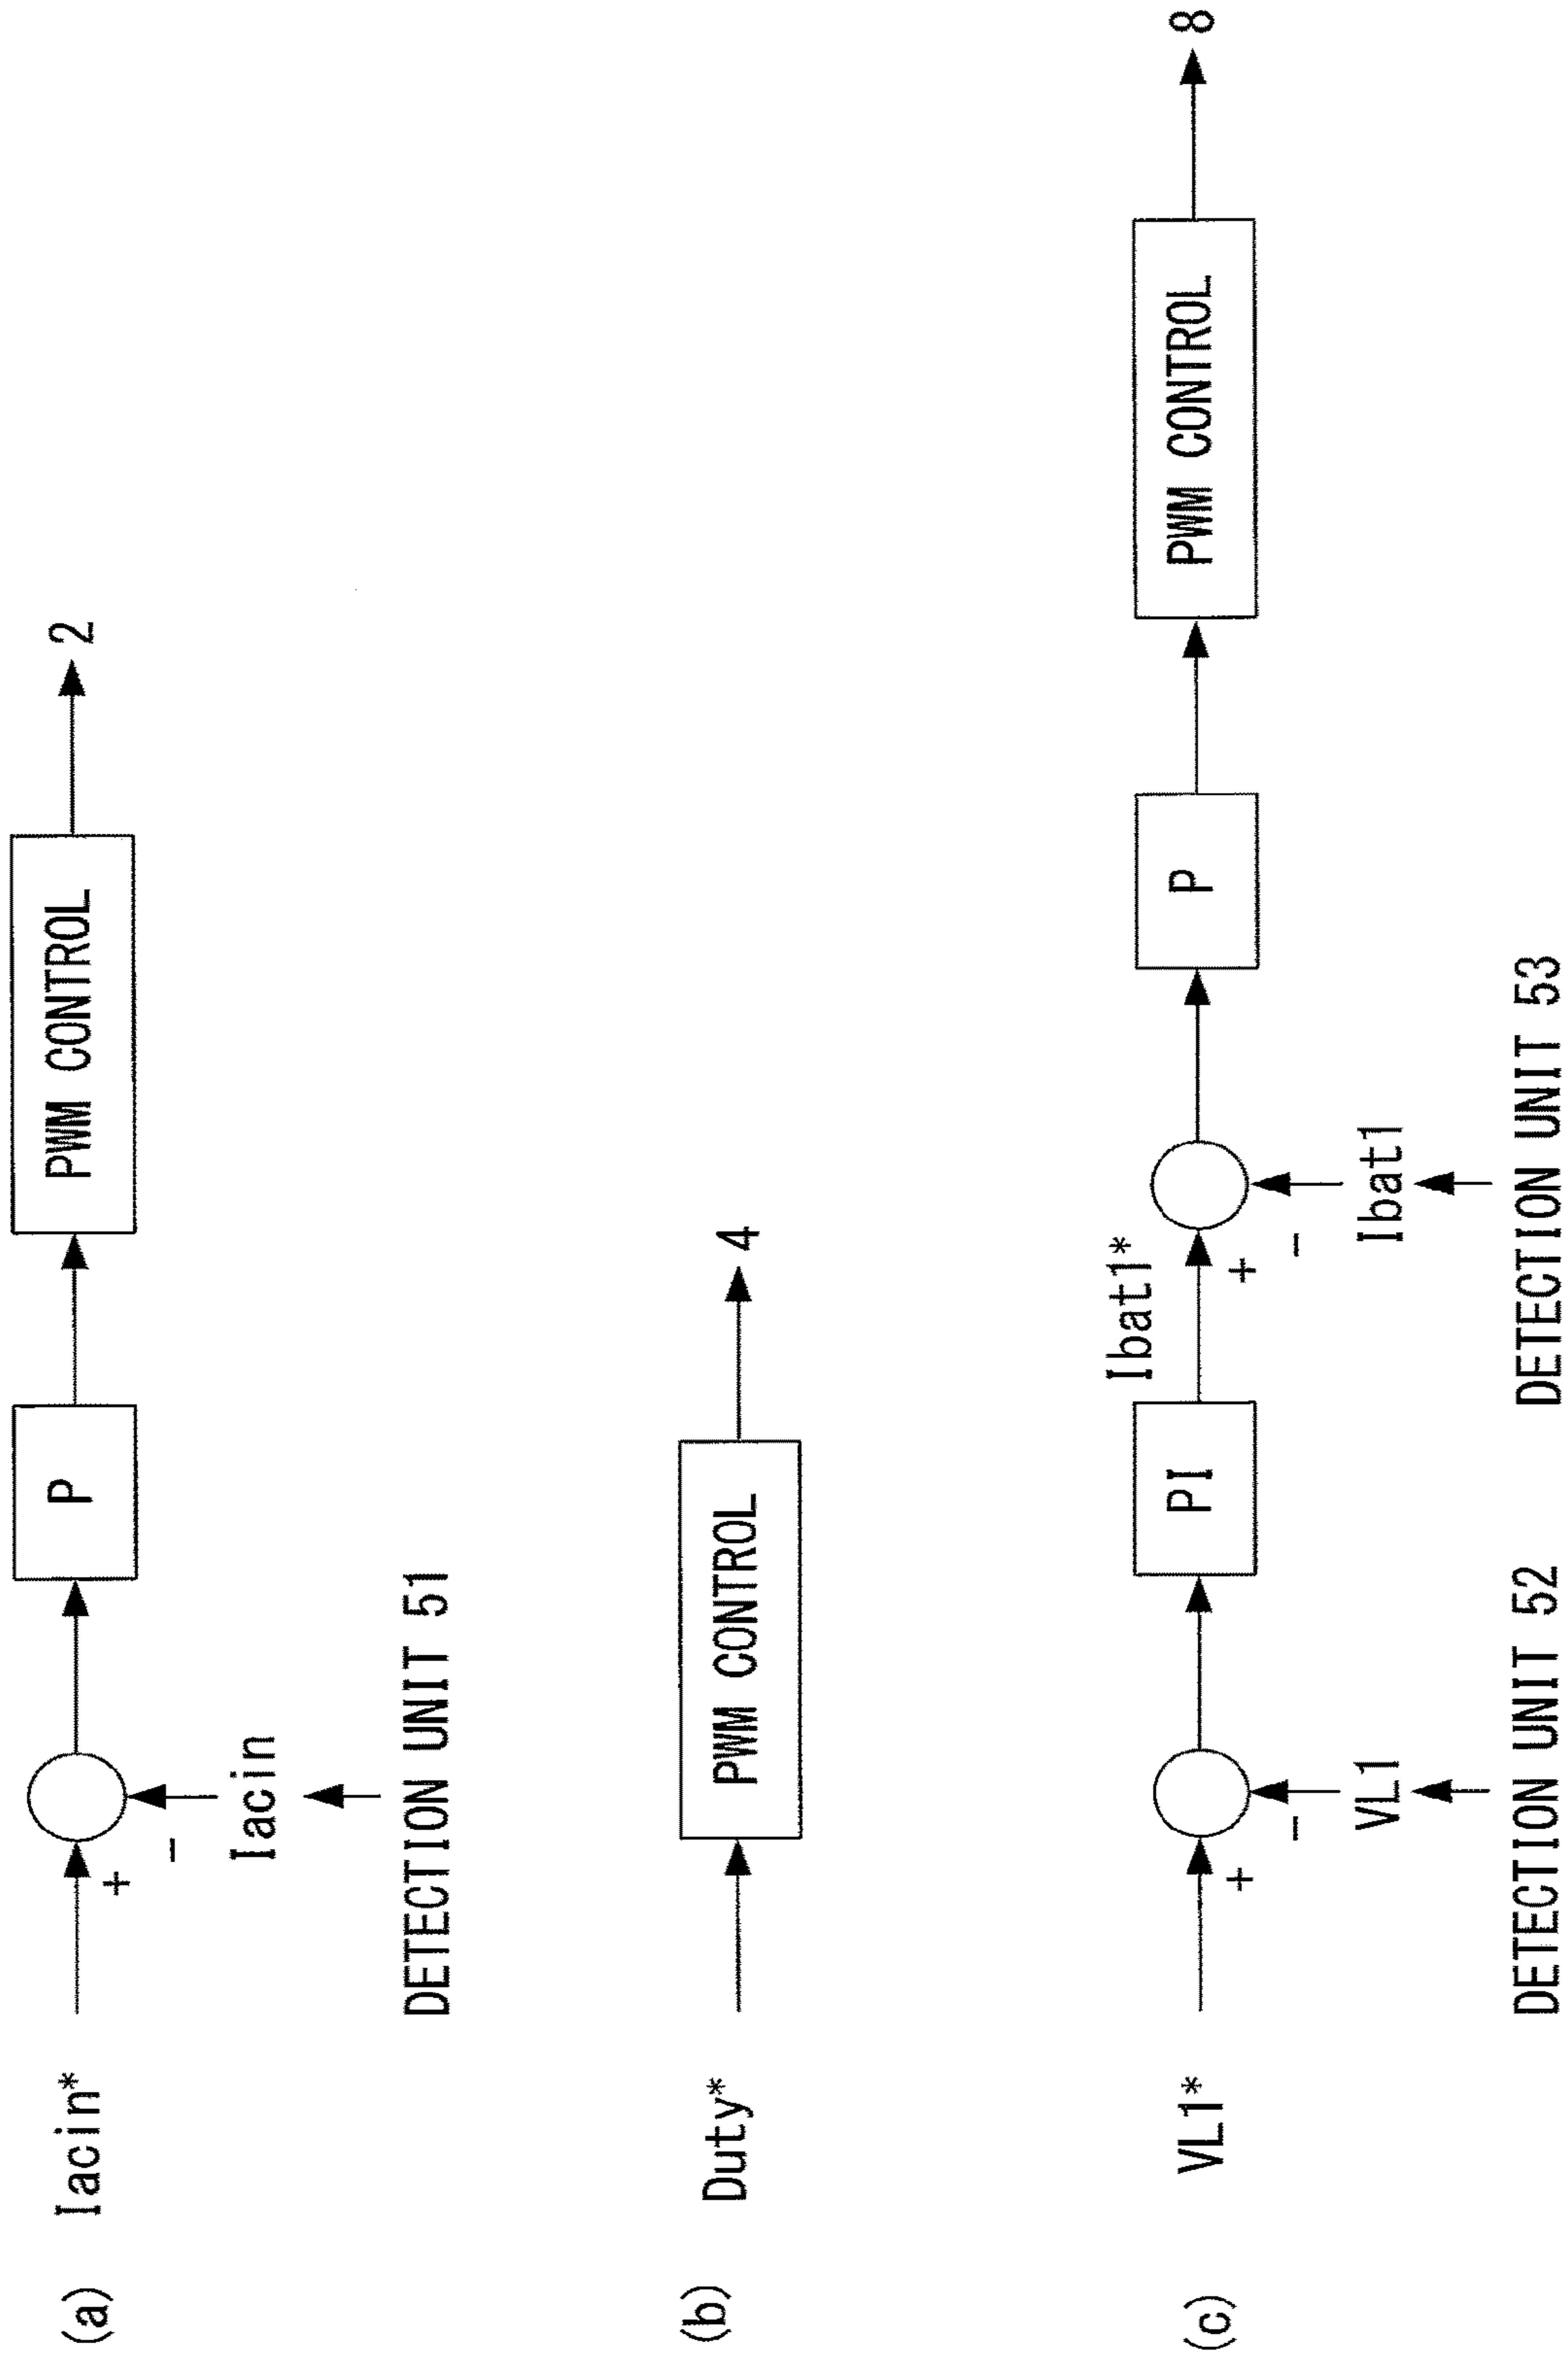 (a) Iacin* + P PWM CONTROL 2
-
Iacin
DETECTION UNIT 51
(b) Duty* PWM CONTROL 4
(c) VL1* + PI Ibat1* + P PWM CONTROL 8
- -
VL1 Ibat1
DETECTION UNIT 52 DETECTION UNIT 53